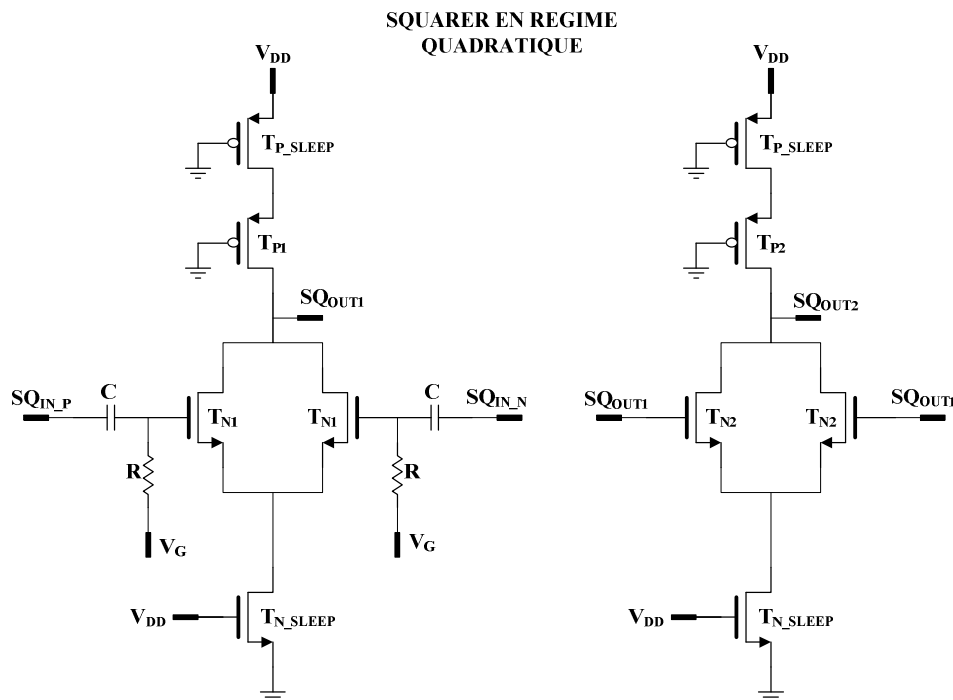 SQUARER EN REGIME
QUADRATIQUE
VDD
TP_SLEEP
TP1
SQOUT1
SQIN_P
C
TN1
TN1
C
SQIN_N
R
VG
R
VG
VDD
TN_SLEEP
VDD
TP_SLEEP
TP2
SQOUT2
SQOUT1
TN2
TN2
SQOUT1
VDD
TN_SLEEP